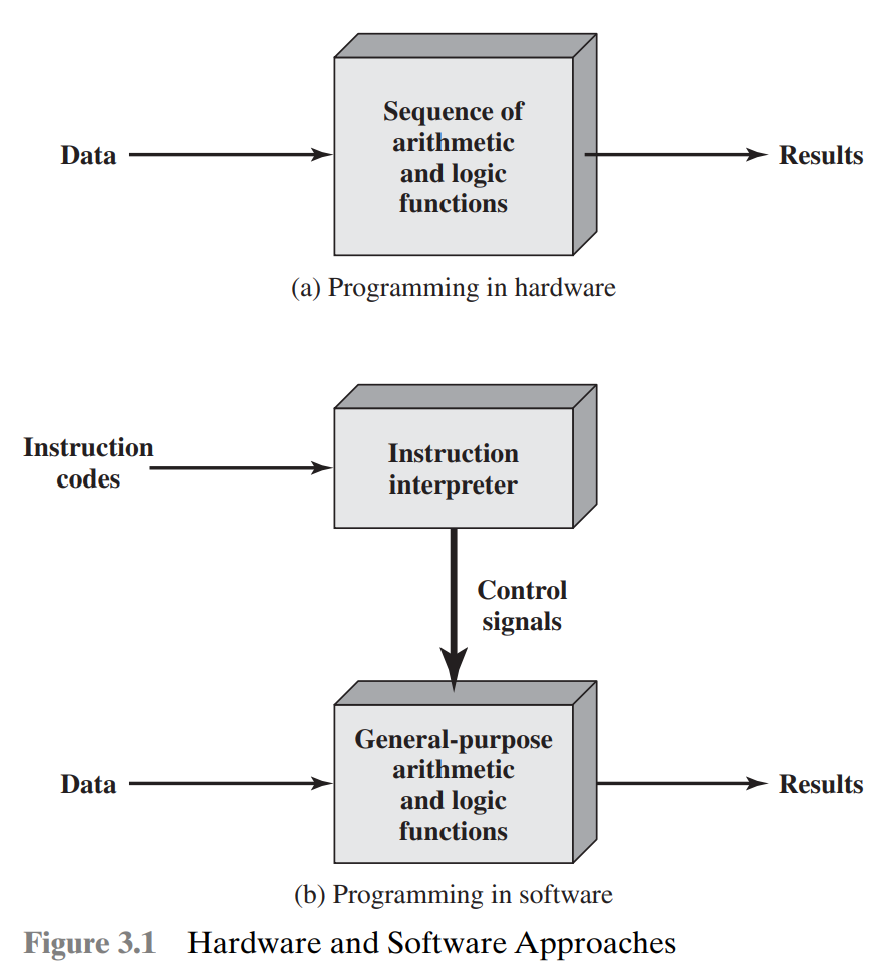 Sequence of
arithmetic
and logic
functions
Data
Results
(a) Programming in hardware
Instruction
codes
Instruction
interpreter
Control
signals
General-purpose
arithmetic
and logic
functions
Data
Results
(b) Programming in software
Figure 3.1 Hardware and Software Approaches